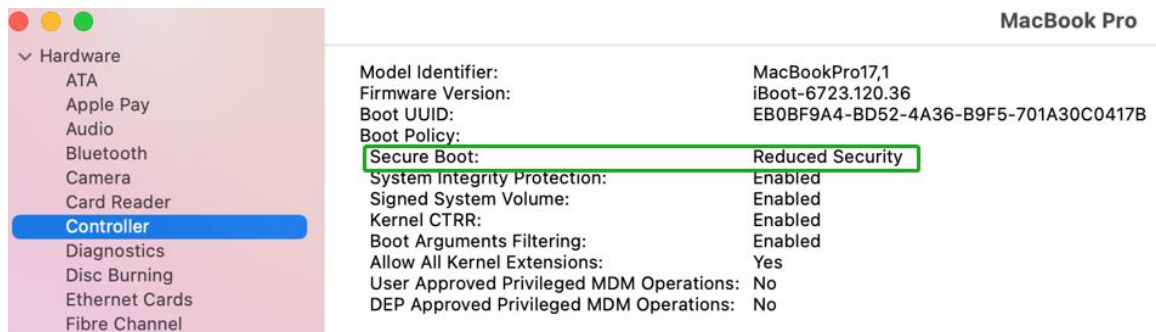 MacBook Pro
Hardware
ATA
Apple Pay
Audio
Bluetooth
Camera
Card Reader
Controller
Diagnostics
Disc Burning
Ethernet Cards
Fibre Channel
Model Identifier: MacBookPro17,1
Firmware Version: iBoot-6723.120.36
Boot UUID: EB0BF9A4-BD52-4A36-B9F5-701A30C0417B
Boot Policy:
Secure Boot: Reduced Security
System Integrity Protection: Enabled
Signed System Volume: Enabled
Kernel CTRR: Enabled
Boot Arguments Filtering: Enabled
Allow All Kernel Extensions: Yes
User Approved Privileged MDM Operations: No
DEP Approved Privileged MDM Operations: No